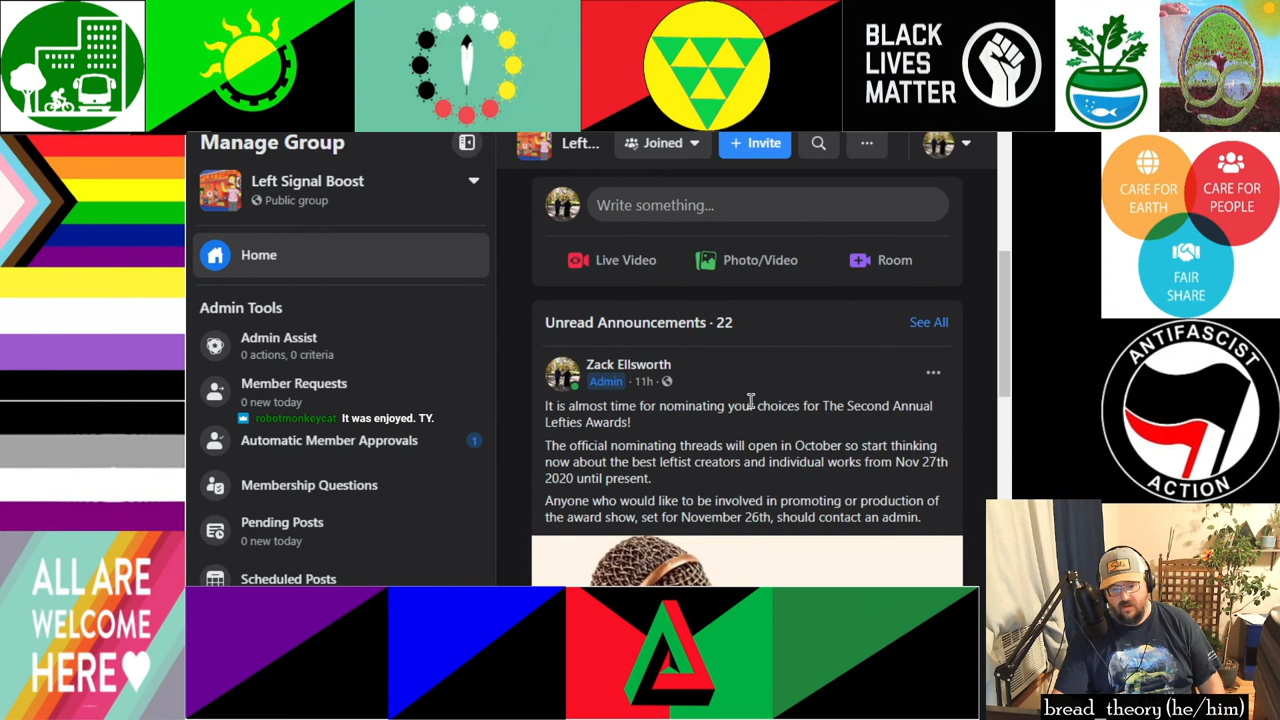 BLACK
LIVES
MATTER
Manage Group
Left Signal Boost
Public group
Home
Admin Tools
Admin Assist
0 actions, 0 criteria
Member Requests
0 new today
robotmonkeycat It was enjoyed. TY.
Automatic Member Approvals 1
Membership Questions
Pending Posts
0 new today
Scheduled Posts
Left...
Joined
+ Invite
Write something...
Live Video
Photo/Video
Room
Unread Announcements · 22
See All
Zack Ellsworth
Admin · 11h ·
It is almost time for nominating your choices for The Second Annual
Lefties Awards!
The official nominating threads will open in October so start thinking
now about the best leftist creators and individual works from Nov 27th
2020 until present.
Anyone who would like to be involved in promoting or production of
the award show, set for November 26th, should contact an admin.
CARE FOR
EARTH
CARE FOR
PEOPLE
FAIR
SHARE
ANTIFASCIST
ACTION
ALL ARE
WELCOME
HERE
bread_theory (he/him)